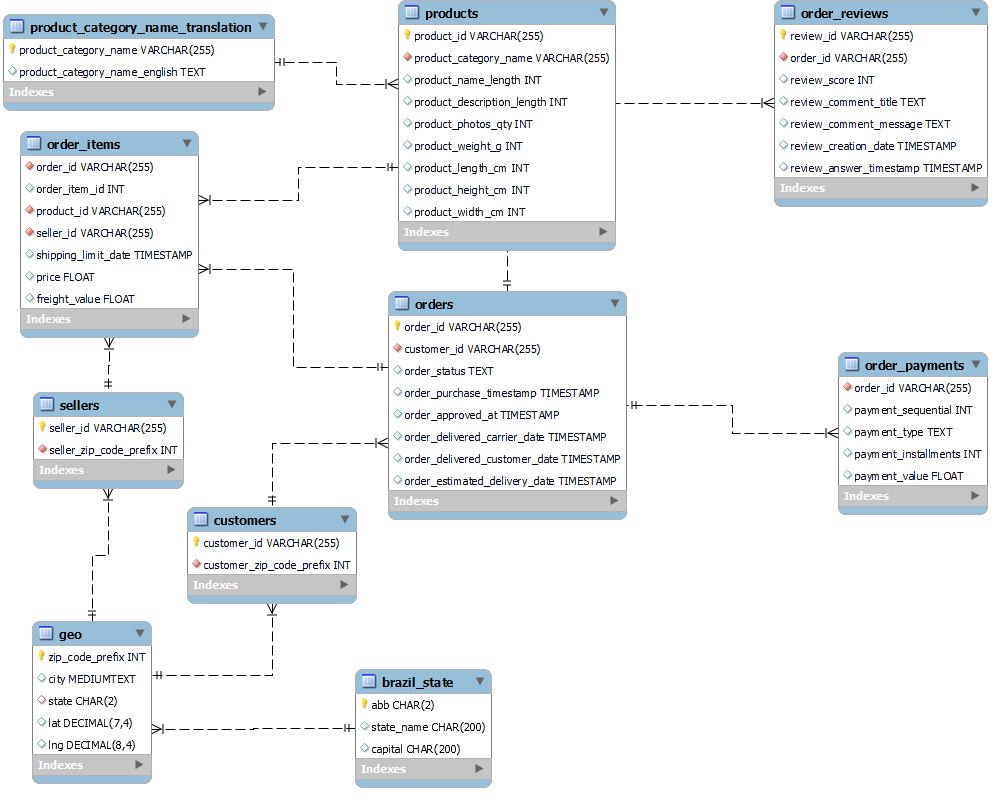 product_category_name_translation
product_category_name VARCHAR(255)
product_category_name_english TEXT
Indexes
products
product_id VARCHAR(255)
product_category_name VARCHAR(255)
product_name_length INT
product_description_length INT
product_photos_qty INT
product_weight_g INT
product_length_cm INT
product_height_cm INT
product_width_cm INT
Indexes
order_reviews
review_id VARCHAR(255)
order_id VARCHAR(255)
review_score INT
review_comment_title TEXT
review_comment_message TEXT
review_creation_date TIMESTAMP
review_answer_timestamp TIMESTAMP
Indexes
order_items
order_id VARCHAR(255)
order_item_id INT
product_id VARCHAR(255)
seller_id VARCHAR(255)
shipping_limit_date TIMESTAMP
price FLOAT
freight_value FLOAT
Indexes
orders
order_id VARCHAR(255)
customer_id VARCHAR(255)
order_status TEXT
order_purchase_timestamp TIMESTAMP
order_approved_at TIMESTAMP
order_delivered_carrier_date TIMESTAMP
order_delivered_customer_date TIMESTAMP
order_estimated_delivery_date TIMESTAMP
Indexes
order_payments
order_id VARCHAR(255)
payment_sequential INT
payment_type TEXT
payment_installments INT
payment_value FLOAT
Indexes
sellers
seller_id VARCHAR(255)
seller_zip_code_prefix INT
Indexes
customers
customer_id VARCHAR(255)
customer_zip_code_prefix INT
Indexes
geo
zip_code_prefix INT
city MEDIUMTEXT
state CHAR(2)
lat DECIMAL(7,4)
lng DECIMAL(8,4)
Indexes
brazil_state
abb CHAR(2)
state_name CHAR(200)
capital CHAR(200)
Indexes